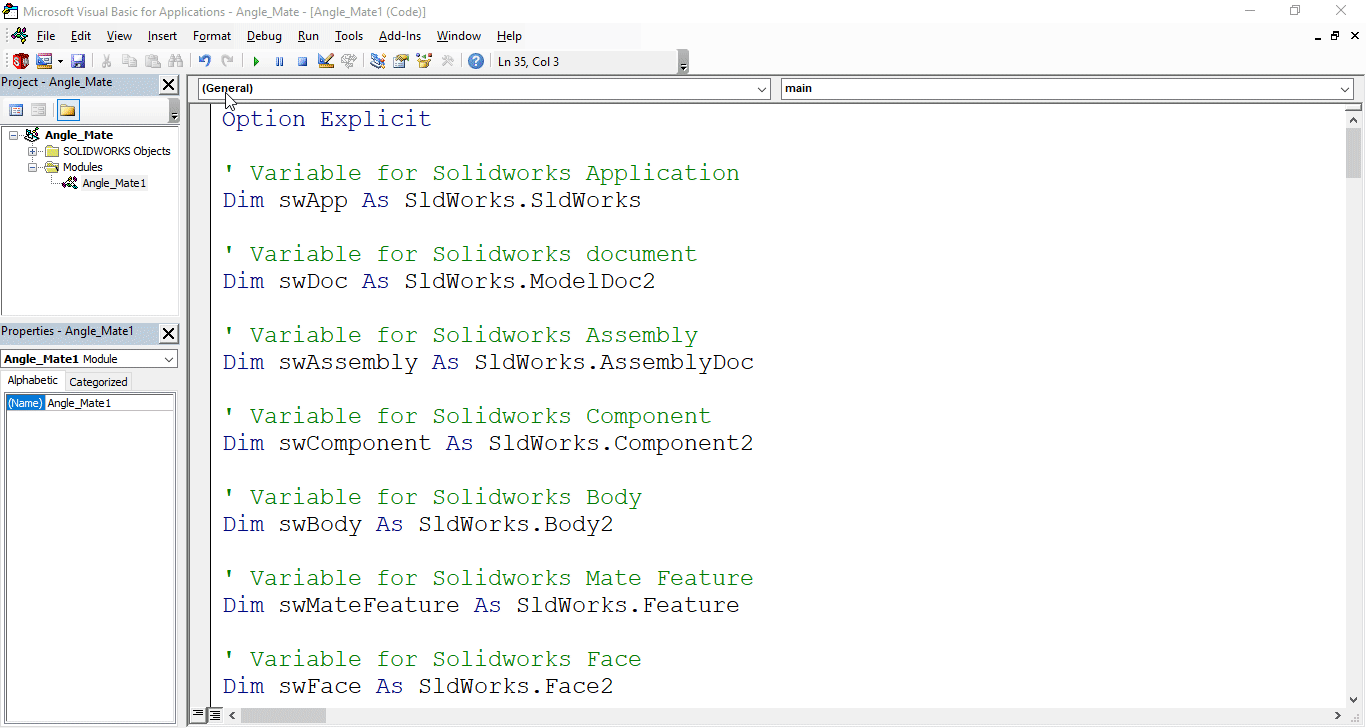 Microsoft Visual Basic for Applications - Angle_Mate - [Angle_Mate1 (Code)]
File Edit View Insert Format Debug Run Tools Add-Ins Window Help
Ln 35, Col 3
Project - Angle_Mate
(General) main
Angle_Mate
SOLIDWORKS Objects
Modules
Angle_Mate1
Properties - Angle_Mate1
Angle_Mate1 Module
Alphabetic Categorized
(Name) Angle_Mate1
Option Explicit
' Variable for Solidworks Application
Dim swApp As SldWorks.SldWorks
' Variable for Solidworks document
Dim swDoc As SldWorks.ModelDoc2
' Variable for Solidworks Assembly
Dim swAssembly As SldWorks.AssemblyDoc
' Variable for Solidworks Component
Dim swComponent As SldWorks.Component2
' Variable for Solidworks Body
Dim swBody As SldWorks.Body2
' Variable for Solidworks Mate Feature
Dim swMateFeature As SldWorks.Feature
' Variable for Solidworks Face
Dim swFace As SldWorks.Face2